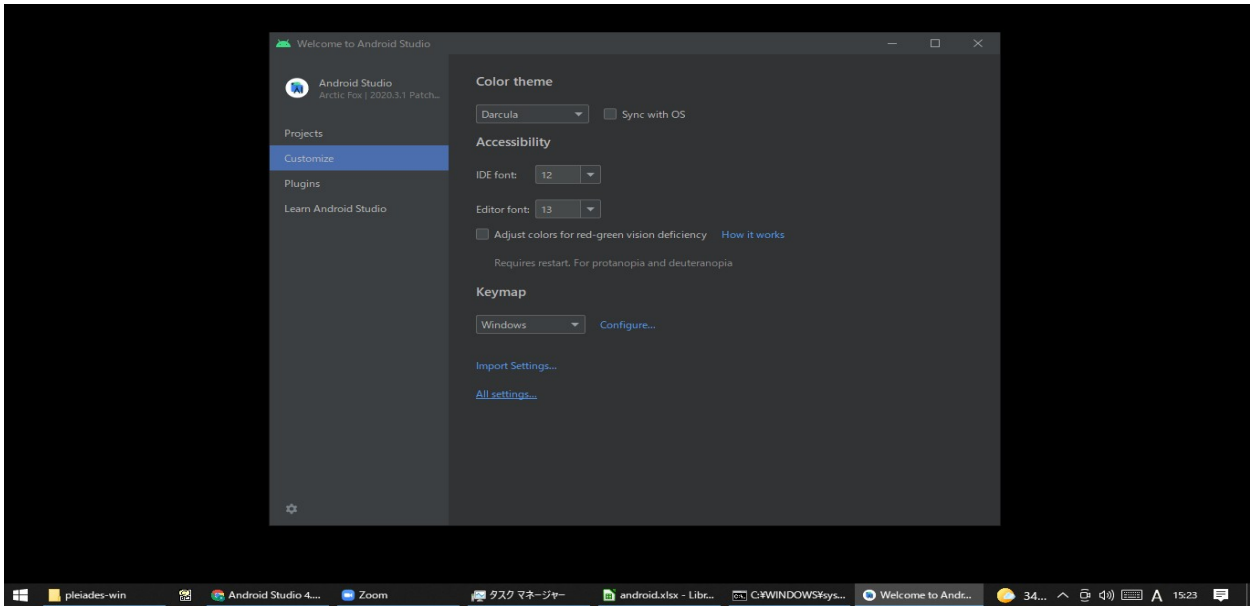 Welcome to Android Studio
Android Studio
Arctic Fox | 2020.3.1 Patch...
Projects
Customize
Plugins
Learn Android Studio
Color theme
Darcula
Sync with OS
Accessibility
IDE font: 12
Editor font: 13
Adjust colors for red-green vision deficiency How it works
Requires restart. For protanopia and deuteranopia
Keymap
Windows Configure...
Import Settings...
All settings...
pleiades-win Android Studio 4.... Zoom タスク マネージャー android.xlsx - Libr... C:¥WINDOWS¥sys... Welcome to Andr... 34... A 15:23